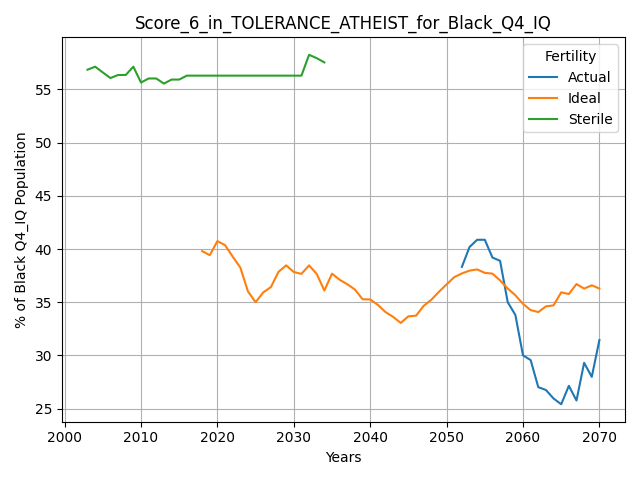 Score_6_in_TOLERANCE_ATHEIST_for_Black_Q4_IQ
Fertility
Actual
Ideal
Sterile
% of Black Q4_IQ Population
55
50
45
40
35
30
25
2000 2010 2020 2030 2040 2050 2060 2070
Years